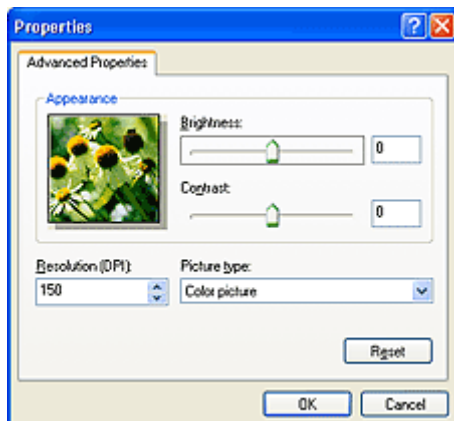 Properties
Advanced Properties
Appearance
Brightness:
0
Contrast:
0
Resolution (DPI):
Picture type:
150
Color picture
Reset
OK
Cancel